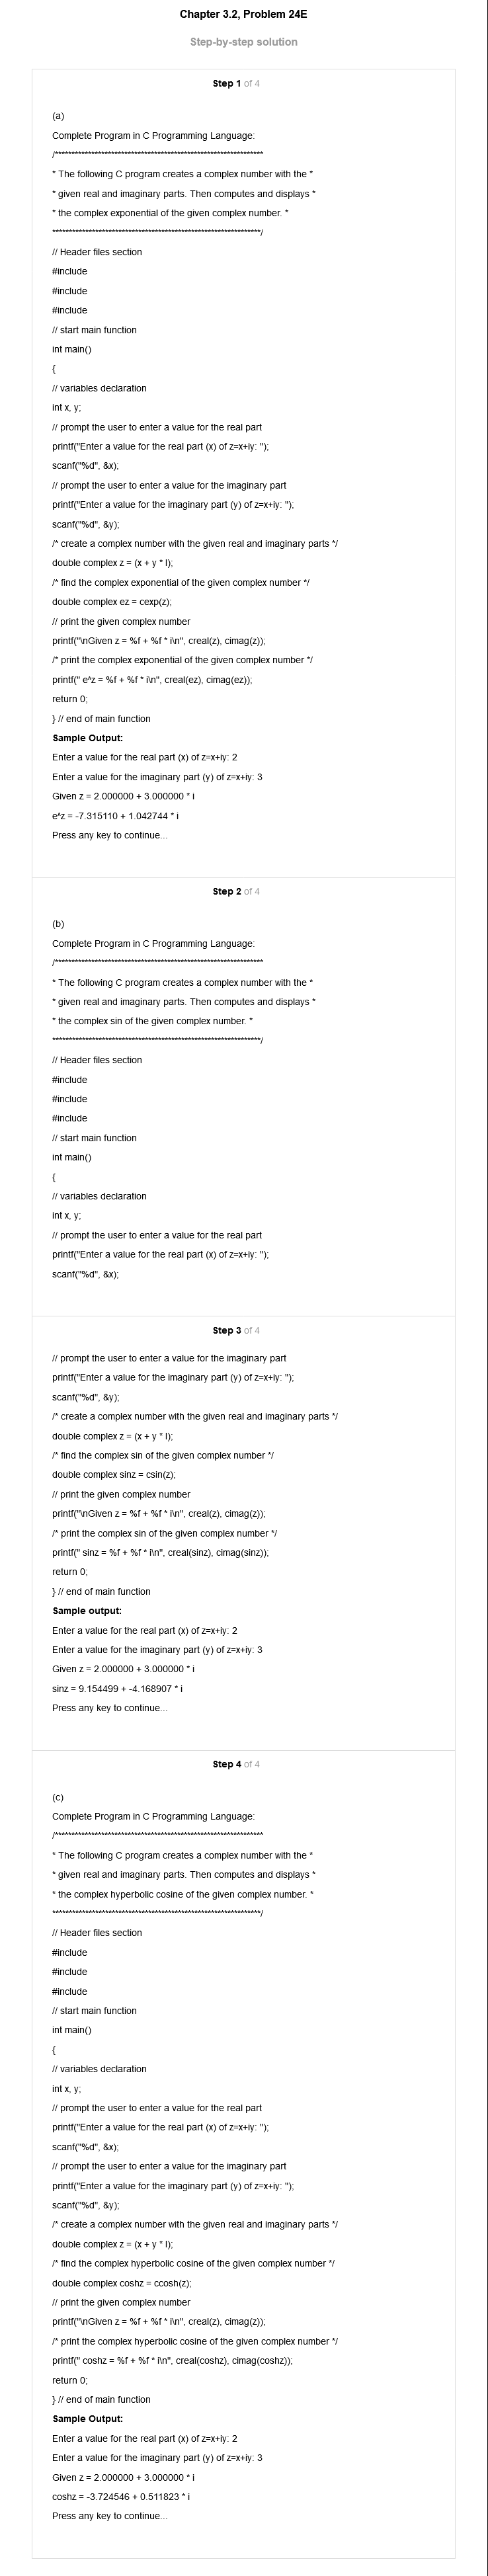 Chapter 3.2, Problem 24E
Step-by-step solution
Step 1 of 4
(a)
Complete Program in C Programming Language:
/***************************************************************
* The following C program creates a complex number with the *
* given real and imaginary parts. Then computes and displays *
* the complex exponential of the given complex number. *
***************************************************************/
// Header files section
#include
#include
#include
// start main function
int main()
{
// variables declaration
int x, y;
// prompt the user to enter a value for the real part
printf("Enter a value for the real part (x) of z=x+iy: ");
scanf("%d", &x);
// prompt the user to enter a value for the imaginary part
printf("Enter a value for the imaginary part (y) of z=x+iy: ");
scanf("%d", &y);
/* create a complex number with the given real and imaginary parts */
double complex z = (x + y * I);
/* find the complex exponential of the given complex number */
double complex ez = cexp(z);
// print the given complex number
printf("\nGiven z = %f + %f * i\n", creal(z), cimag(z));
/* print the complex exponential of the given complex number */
printf(" e^z = %f + %f * i\n", creal(ez), cimag(ez));
return 0;
} // end of main function
Sample Output:
Enter a value for the real part (x) of z=x+iy: 2
Enter a value for the imaginary part (y) of z=x+iy: 3
Given z = 2.000000 + 3.000000 * i
e^z = -7.315110 + 1.042744 * i
Press any key to continue...
Step 2 of 4
(b)
Complete Program in C Programming Language:
/***************************************************************
* The following C program creates a complex number with the *
* given real and imaginary parts. Then computes and displays *
* the complex sin of the given complex number. *
***************************************************************/
// Header files section
#include
#include
#include
// start main function
int main()
{
// variables declaration
int x, y;
// prompt the user to enter a value for the real part
printf("Enter a value for the real part (x) of z=x+iy: ");
scanf("%d", &x);
Step 3 of 4
// prompt the user to enter a value for the imaginary part
printf("Enter a value for the imaginary part (y) of z=x+iy: ");
scanf("%d", &y);
/* create a complex number with the given real and imaginary parts */
double complex z = (x + y * I);
/* find the complex sin of the given complex number */
double complex sinz = csin(z);
// print the given complex number
printf("\nGiven z = %f + %f * i\n", creal(z), cimag(z));
/* print the complex sin of the given complex number */
printf(" sinz = %f + %f * i\n", creal(sinz), cimag(sinz));
return 0;
} // end of main function
Sample output:
Enter a value for the real part (x) of z=x+iy: 2
Enter a value for the imaginary part (y) of z=x+iy: 3
Given z = 2.000000 + 3.000000 * i
sinz = 9.154499 + -4.168907 * i
Press any key to continue...
Step 4 of 4
(c)
Complete Program in C Programming Language:
/***************************************************************
* The following C program creates a complex number with the *
* given real and imaginary parts. Then computes and displays *
* the complex hyperbolic cosine of the given complex number. *
***************************************************************/
// Header files section
#include
#include
#include
// start main function
int main()
{
// variables declaration
int x, y;
// prompt the user to enter a value for the real part
printf("Enter a value for the real part (x) of z=x+iy: ");
scanf("%d", &x);
// prompt the user to enter a value for the imaginary part
printf("Enter a value for the imaginary part (y) of z=x+iy: ");
scanf("%d", &y);
/* create a complex number with the given real and imaginary parts */
double complex z = (x + y * I);
/* find the complex hyperbolic cosine of the given complex number */
double complex coshz = ccosh(z);
// print the given complex number
printf("\nGiven z = %f + %f * i\n", creal(z), cimag(z));
/* print the complex hyperbolic cosine of the given complex number */
printf(" coshz = %f + %f * i\n", creal(coshz), cimag(coshz));
return 0;
} // end of main function
Sample Output:
Enter a value for the real part (x) of z=x+iy: 2
Enter a value for the imaginary part (y) of z=x+iy: 3
Given z = 2.000000 + 3.000000 * i
coshz = -3.724546 + 0.511823 * i
Press any key to continue...